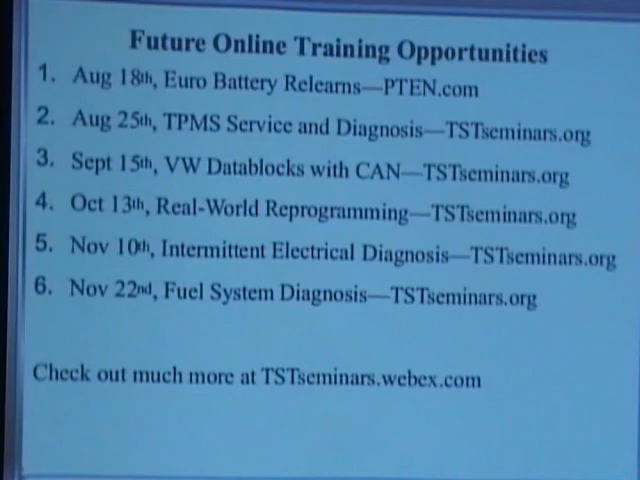 Future Online Training Opportunities
1. Aug 18th, Euro Battery Relearns—PTEN.com
2. Aug 25th, TPMS Service and Diagnosis—TSTseminars.org
3. Sept 15th, VW Datablocks with CAN—TSTseminars.org
4. Oct 13th, Real-World Reprogramming—TSTseminars.org
5. Nov 10th, Intermittent Electrical Diagnosis—TSTseminars.org
6. Nov 22nd, Fuel System Diagnosis—TSTseminars.org
Check out much more at TSTseminars.webex.com